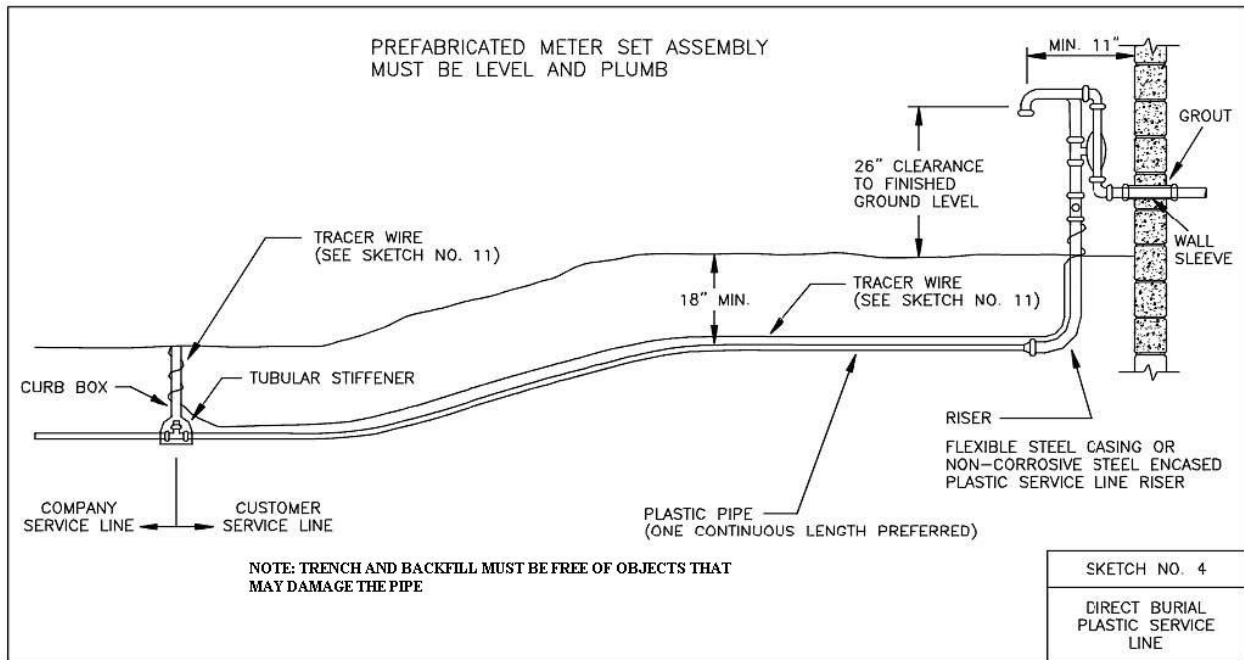 PREFABRICATED METER SET ASSEMBLY
MUST BE LEVEL AND PLUMB
MIN. 11"
GROUT
26" CLEARANCE
TO FINISHED
GROUND LEVEL
WALL
SLEEVE
TRACER WIRE
(SEE SKETCH NO. 11)
18" MIN.
TRACER WIRE
(SEE SKETCH NO. 11)
CURB BOX
TUBULAR STIFFENER
RISER
FLEXIBLE STEEL CASING OR
NON-CORROSIVE STEEL ENCASED
PLASTIC SERVICE LINE RISER
COMPANY
SERVICE LINE
CUSTOMER
SERVICE LINE
PLASTIC PIPE
(ONE CONTINUOUS LENGTH PREFERRED)
NOTE: TRENCH AND BACKFILL MUST BE FREE OF OBJECTS THAT
MAY DAMAGE THE PIPE
SKETCH NO. 4
DIRECT BURIAL
PLASTIC SERVICE
LINE